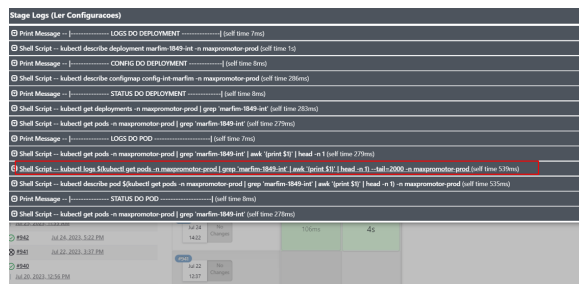 Stage Logs (Ler Configuracoes)
Print Message -- |---------------- LOGS DO DEPLOYMENT ----------------| (self time 7ms)
Shell Script -- kubectl describe deployment marfim-1849-int -n maxpromotor-prod (self time 1s)
Print Message -- |---------------- CONFIG DO DEPLOYMENT ----------------| (self time 8ms)
Shell Script -- kubectl describe configmap config-int-marfim -n maxpromotor-prod (self time 286ms)
Print Message -- |---------------- STATUS DO DEPLOYMENT ----------------| (self time 8ms)
Shell Script -- kubectl get deployments -n maxpromotor-prod | grep 'marfim-1849-int' (self time 283ms)
Shell Script -- kubectl get pods -n maxpromotor-prod | grep 'marfim-1849-int' (self time 279ms)
Print Message -- |---------------- LOGS DO POD ----------------------| (self time 7ms)
Shell Script -- kubectl get pods -n maxpromotor-prod | grep 'marfim-1849-int' | awk '{print $1}' | head -n 1 (self time 279ms)
Shell Script -- kubectl logs $(kubectl get pods -n maxpromotor-prod | grep 'marfim-1849-int' | awk '{print $1}' | head -n 1) --tail=2000 -n maxpromotor-prod (self time 539ms)
Shell Script -- kubectl describe pod $(kubectl get pods -n maxpromotor-prod | grep 'marfim-1849-int' | awk '{print $1}' | head -n 1) -n maxpromotor-prod (self time 535ms)
Print Message -- |---------------- STATUS DO POD --------------------| (self time 8ms)
Shell Script -- kubectl get pods -n maxpromotor-prod | grep 'marfim-1849-int' (self time 278ms)
Jul 24 No
14:22 Changes
106ms 4s
#942 Jul 24, 2023, 5:22 PM
#941 Jul 22, 2023, 3:37 PM
#940
Jul 20, 2023, 12:56 PM
#941
Jul 22 No
12:37 Changes